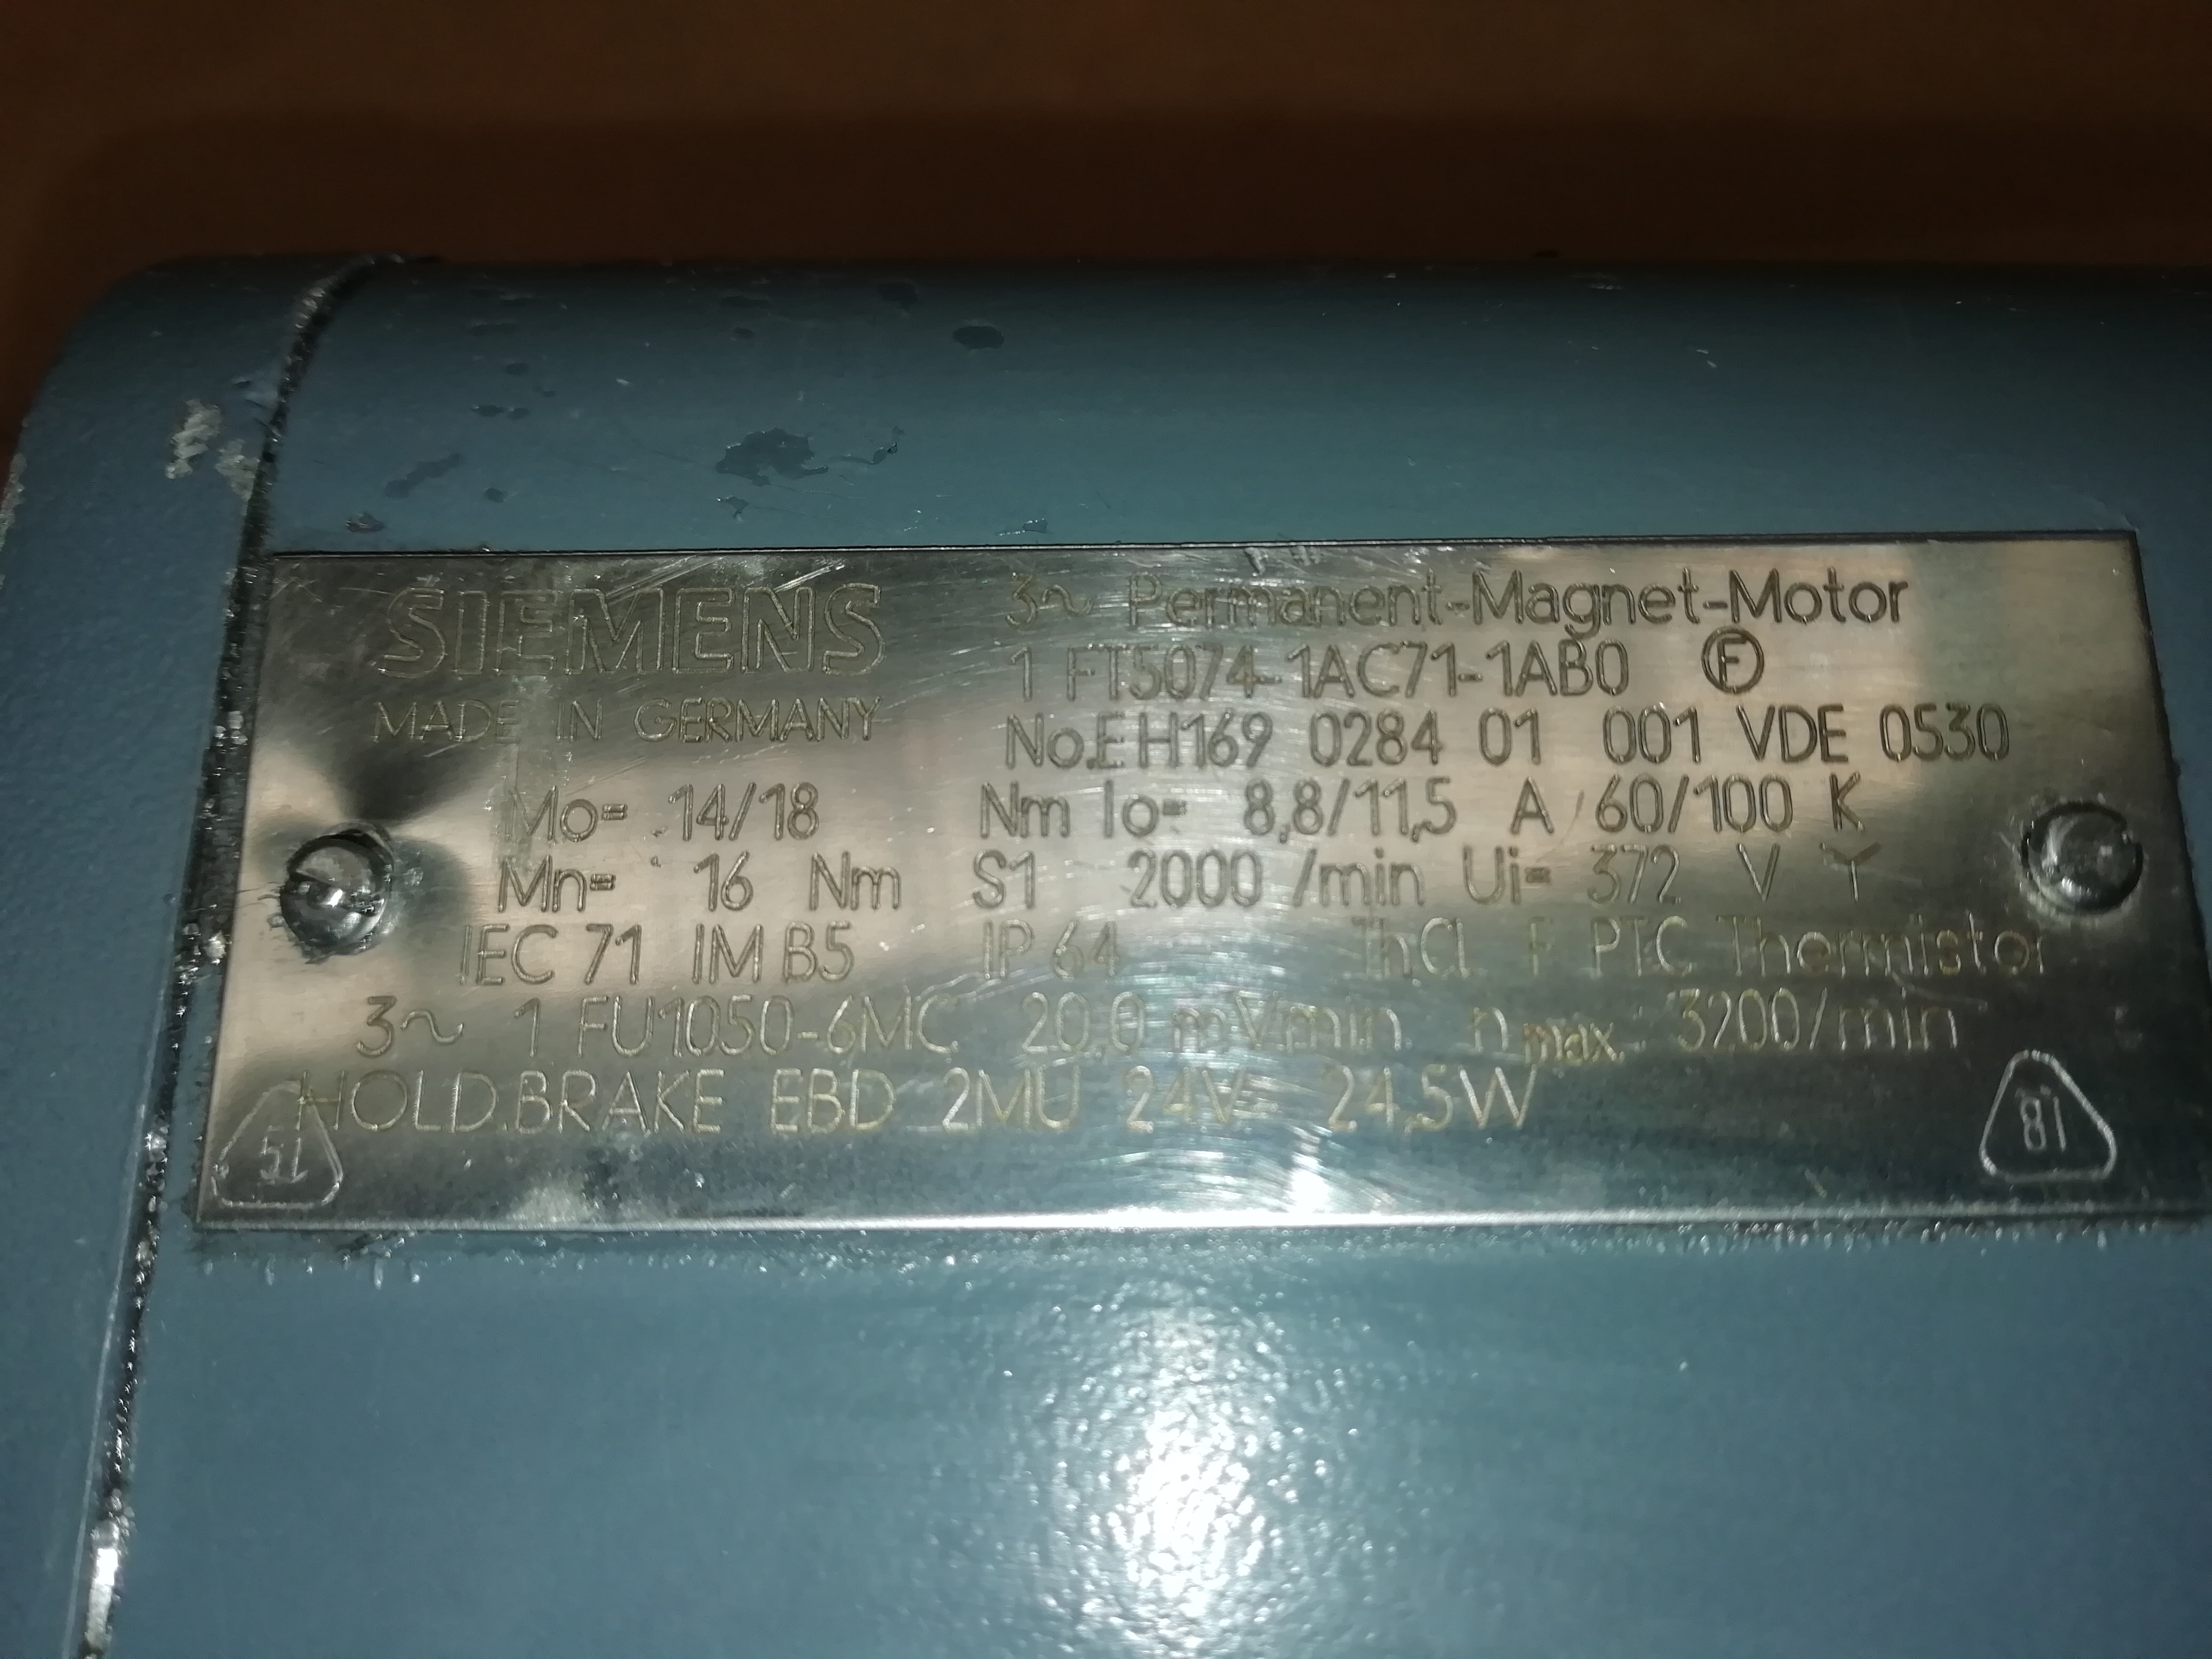 SIEMENS
MADE IN GERMANY
3~ Permanent-Magnet-Motor
1 FT5074-1AC71-1AB0 F
No.EH169 0284 01 001 VDE 0530
Mo= 14/18 Nm Io= 8,8/11,5 A 60/100 K
Mn= 16 Nm S1 2000 /min Ui= 372 V Y
IEC 71 IM B5 IP 64 Th.Cl. F PTC Thermistor
3~ 1 FU1050-6MC 20,0 mVmin n max 3200/min
HOLD.BRAKE EBD 2MU 24V= 24,5W
51
81